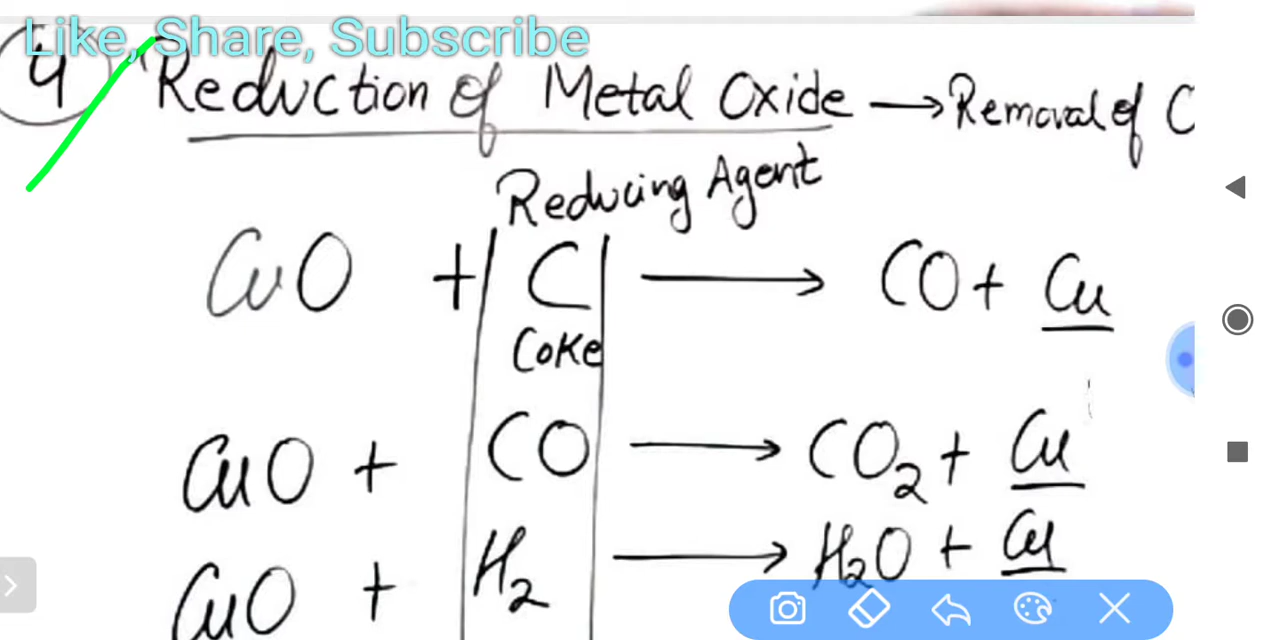 Like, Share, Subscribe
4 Reduction of Metal Oxide → Removal of
Reducing Agent
CuO + C → CO + Cu
Coke
CuO + CO → CO₂ + Cu
CuO + H₂ → H₂O + Cu